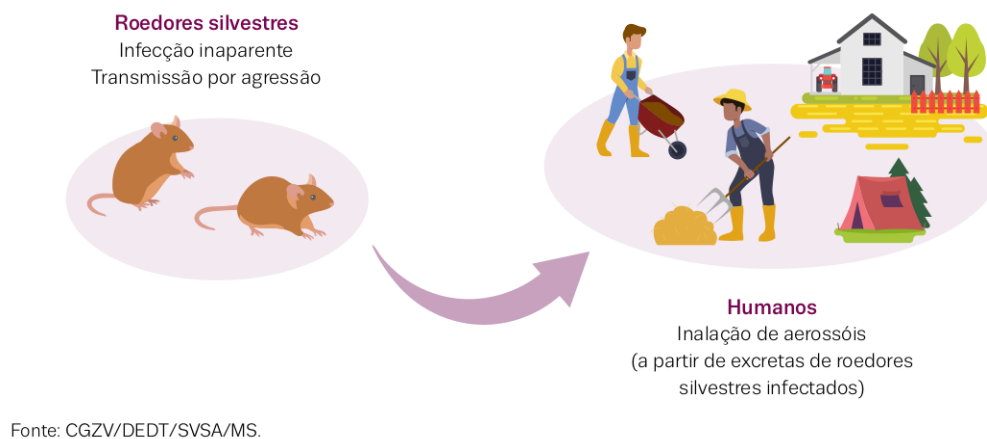 Roedores silvestres
Infecção inaparente
Transmissão por agressão
Humanos
Inalação de aerossóis
(a partir de excretas de roedores
silvestres infectados)
Fonte: CGZV/DEDT/SVSA/MS.